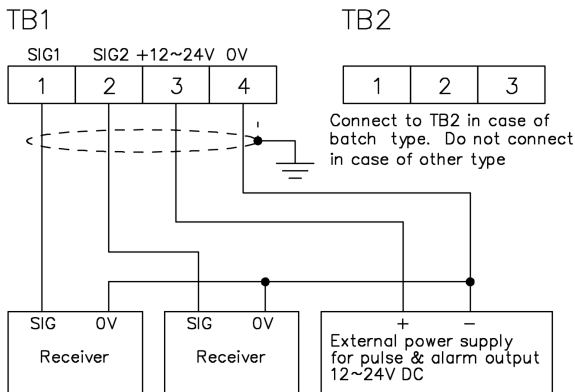 TB1
TB2
SIG1 SIG2 +12~24V 0V
1 2 3 4
1 2 3
Connect to TB2 in case of
batch type. Do not connect
in case of other type
SIG 0V
Receiver
SIG 0V
Receiver
+ −
External power supply
for pulse & alarm output
12~24V DC